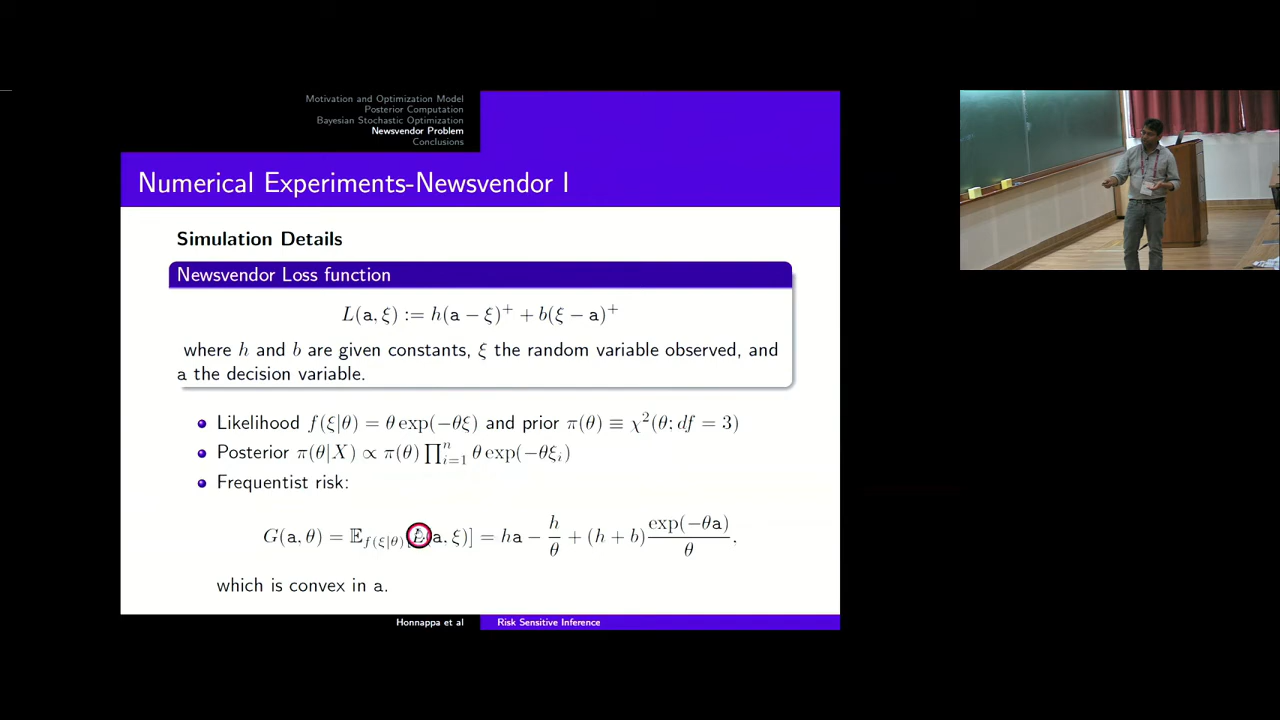 Motivation and Optimization Model
Posterior Computation
Bayesian Stochastic Optimization
Newsvendor Problem
Conclusions
Numerical Experiments-Newsvendor I
Simulation Details
Newsvendor Loss function
L(a, ξ) := h(a − ξ)⁺ + b(ξ − a)⁺
where h and b are given constants, ξ the random variable observed, and
a the decision variable.
Likelihood f(ξ|θ) = θ exp(−θξ) and prior π(θ) ≡ χ²(θ; df = 3)
Posterior π(θ|X) ∝ π(θ) ∏ⁿᵢ₌₁ θ exp(−θξᵢ)
Frequentist risk:
G(a, θ) = 𝔼_{f(ξ|θ)}[L(a, ξ)] = ha − h/θ + (h + b) exp(−θa)/θ,
which is convex in a.
Honnappa et al Risk Sensitive Inference